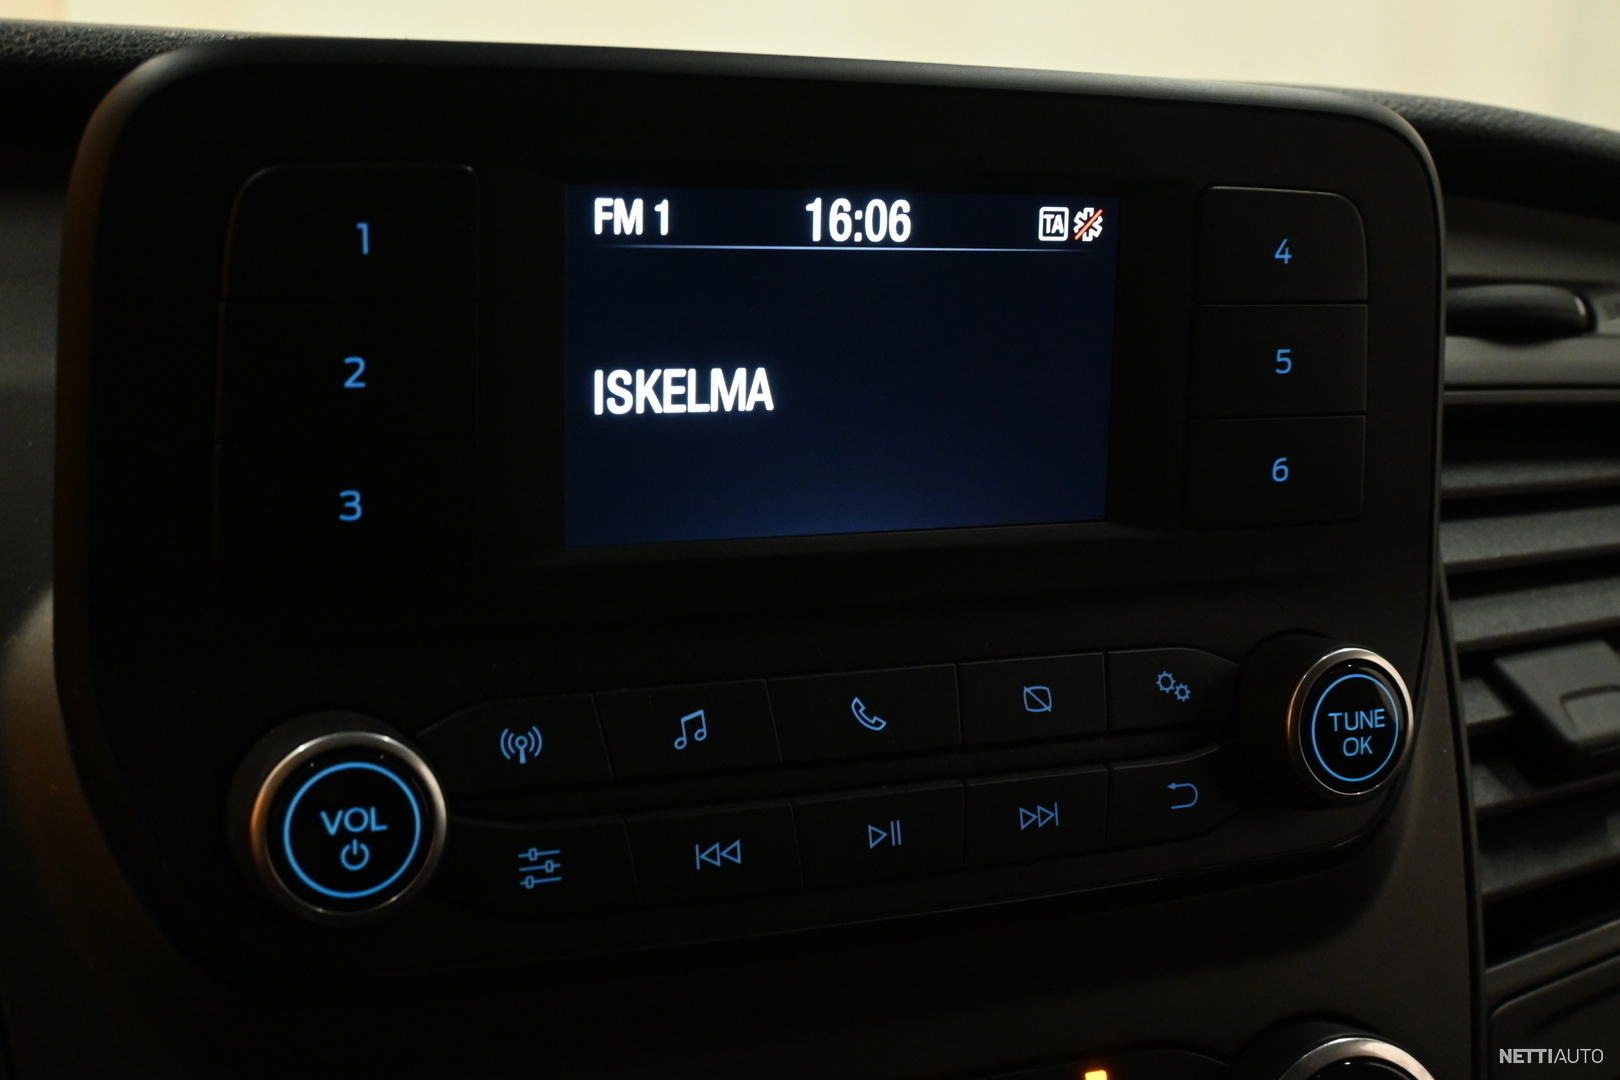 FM 1 16:06 TA
ISKELMA
1
2
3
4
5
6
VOL
TUNE
OK
NETTIAUTO